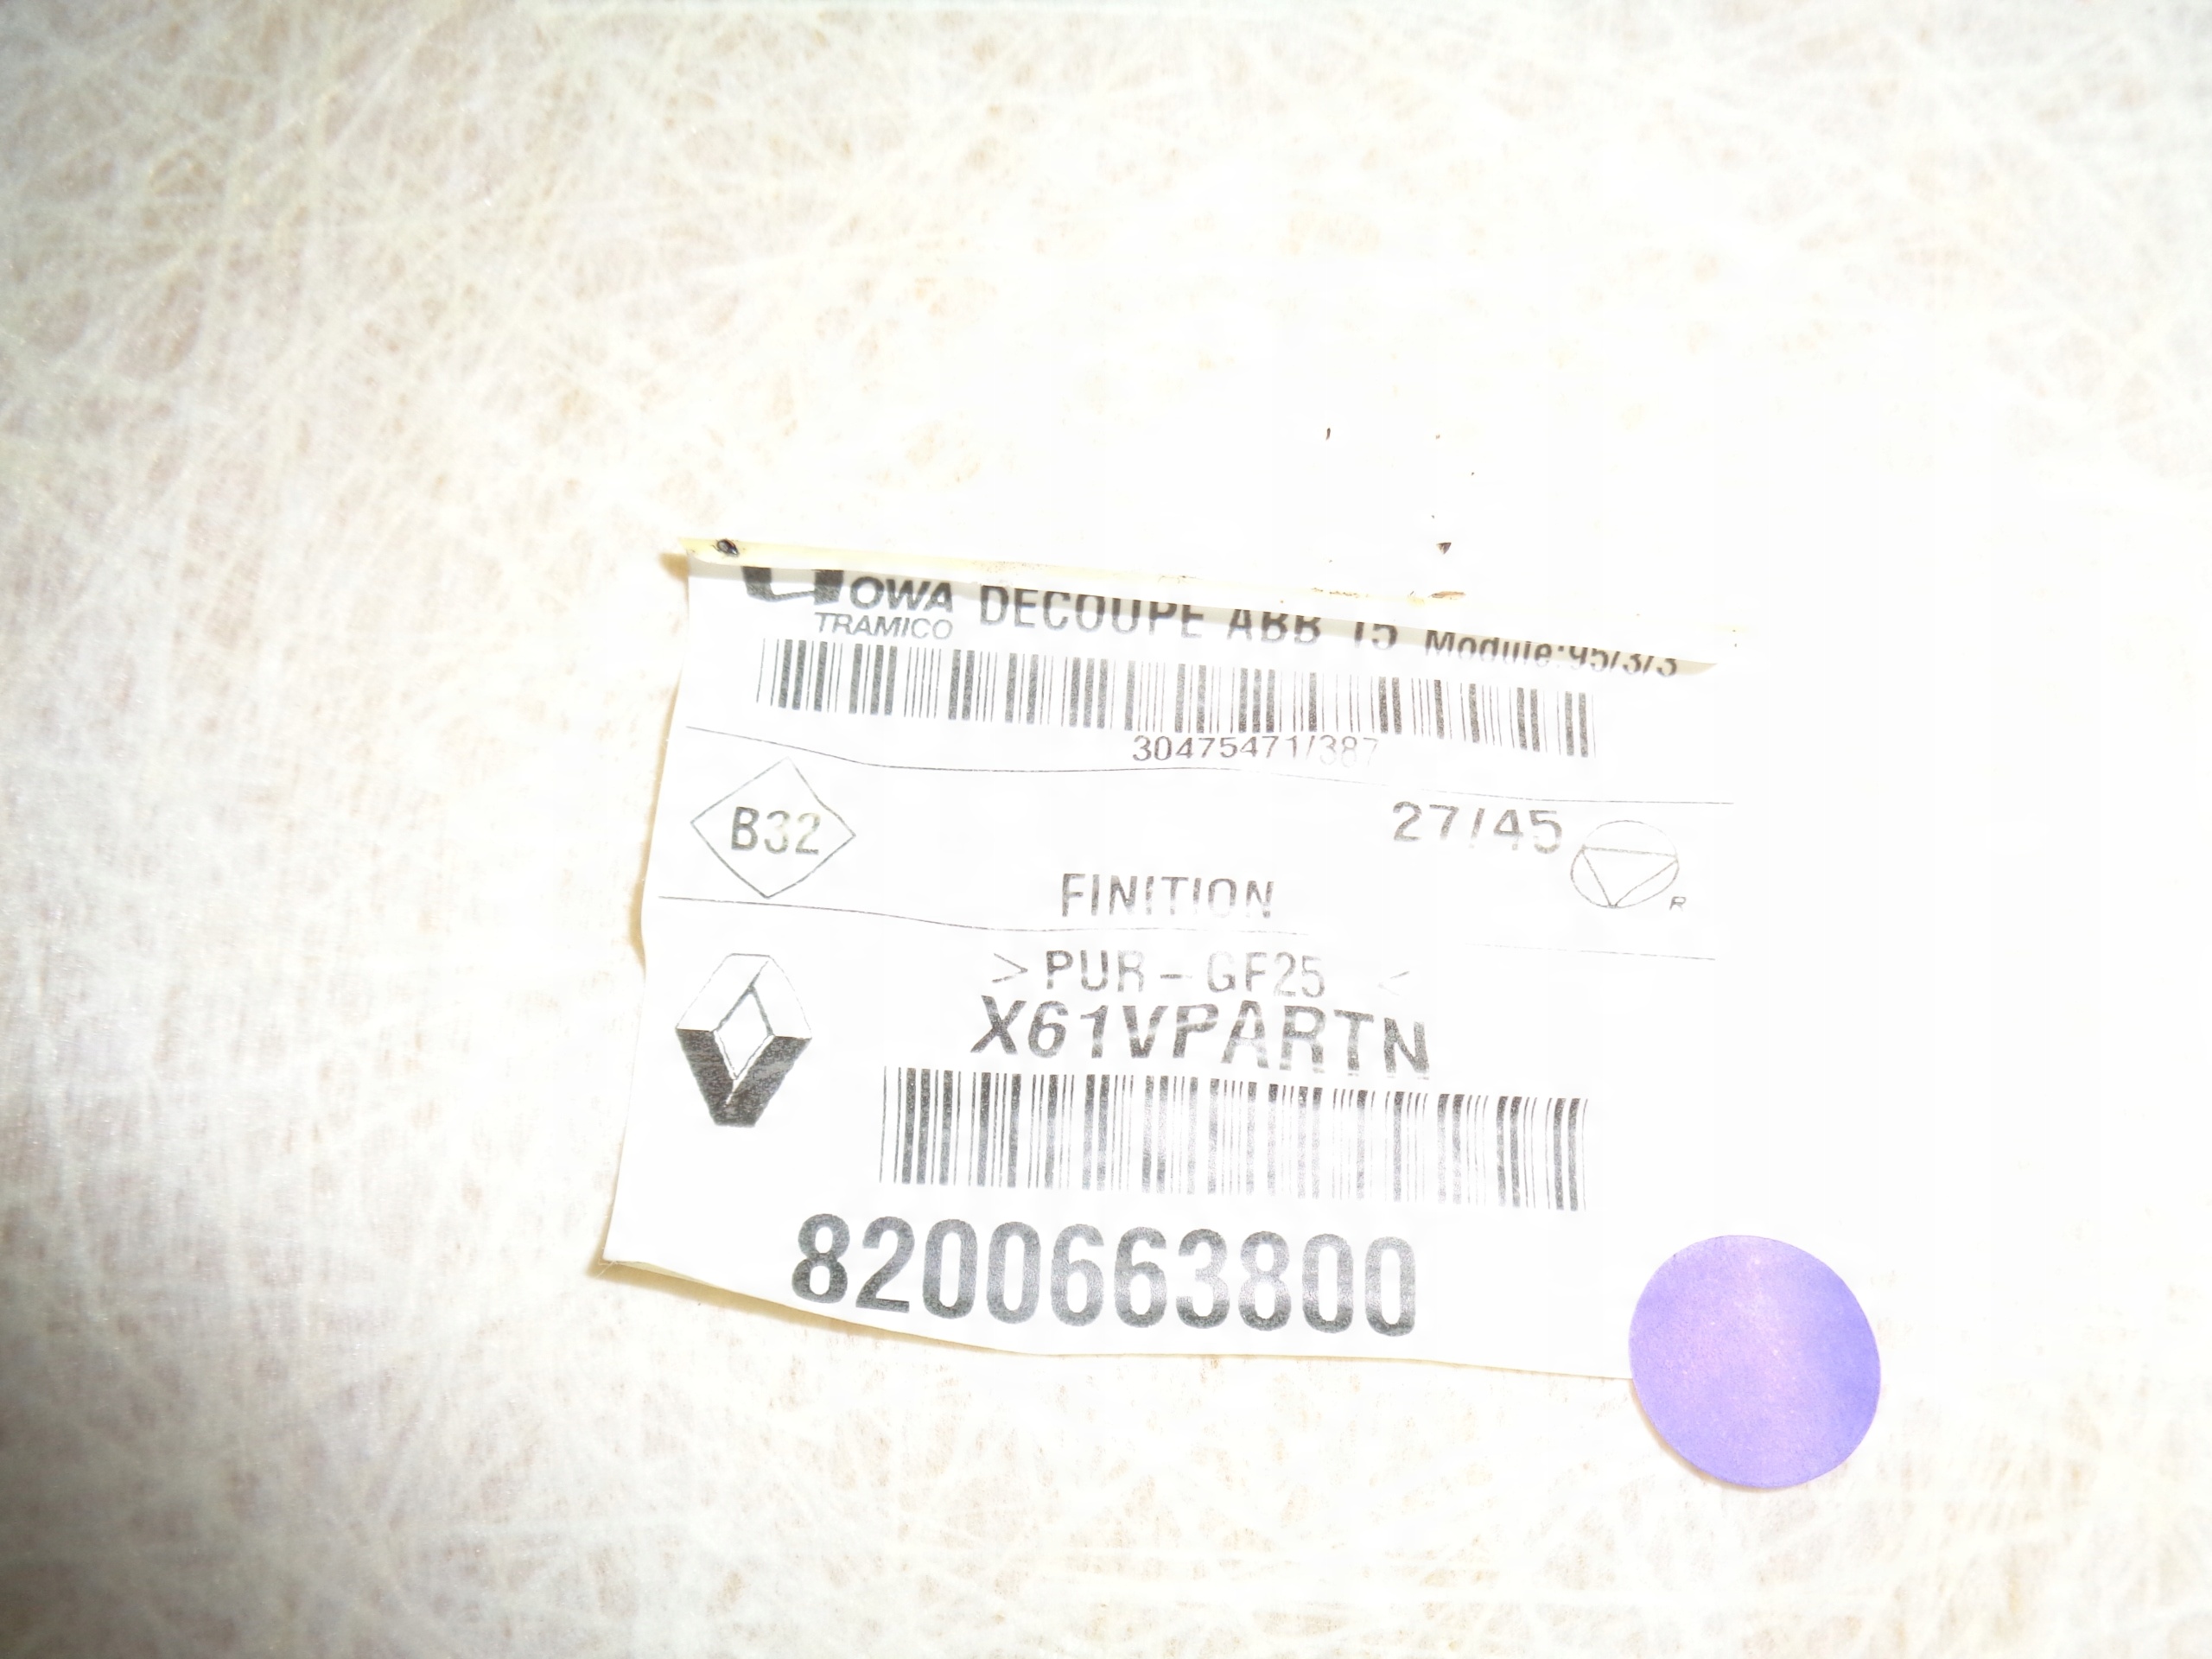 OWA
TRAMICO
DECOUPE ABB 15 Module:95/3/3
30475471/387
B32
27/45
R
FINITION
>PUR-GF25 <
X61VPARTN
8200663800